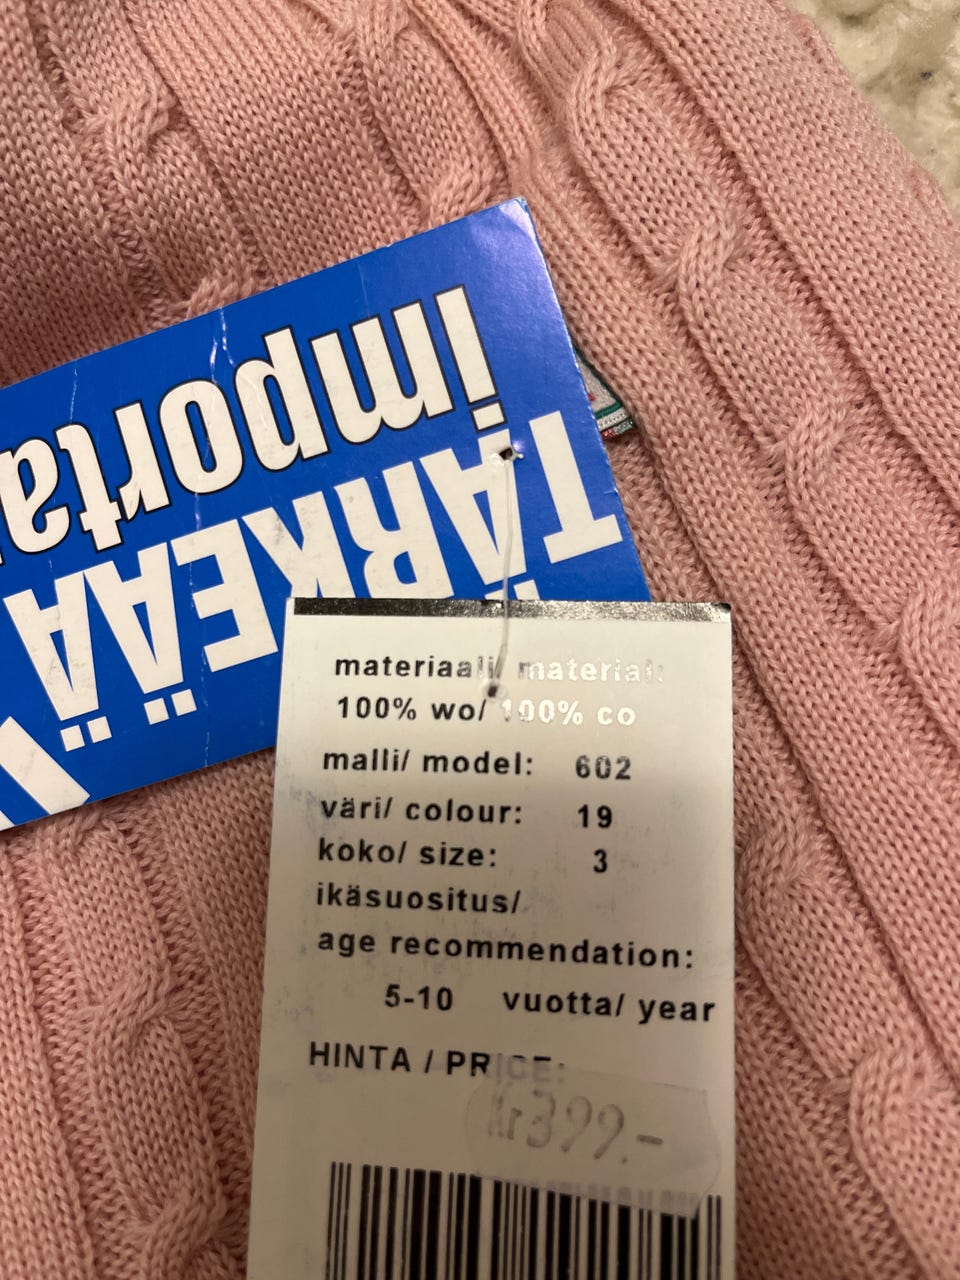 importa
TÄRKEÄÄ
materiaali/ material:
100% wo/ 100% co
malli/ model: 602
väri/ colour: 19
koko/ size: 3
ikäsuositus/
age recommendation:
5-10 vuotta/ year
HINTA / PRICE:
Kr399.-